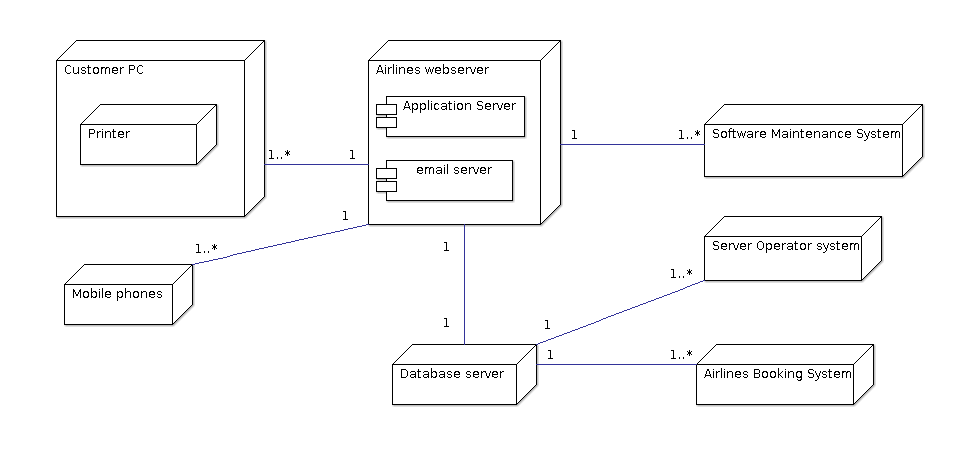 Customer PC
Printer
1..*
1
Airlines webserver
Application Server
email server
1
1..*
Software Maintenance System
1
1..*
Mobile phones
1
1
Server Operator system
1..*
1
Database server
1
1..*
Airlines Booking System